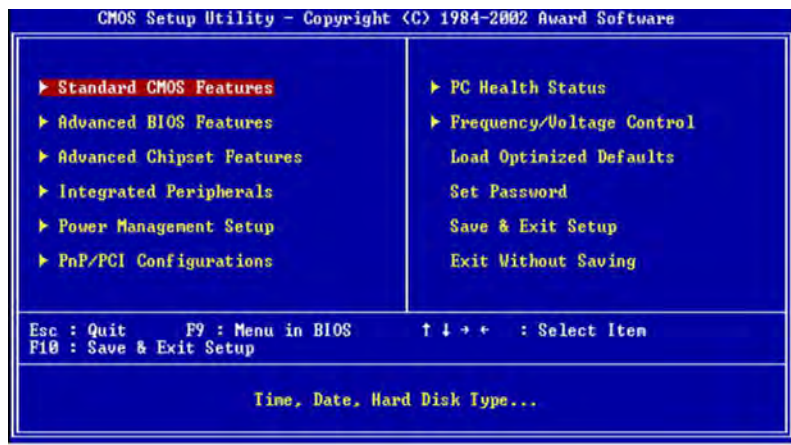 CMOS Setup Utility - Copyright (C) 1984-2002 Award Software
▶ Standard CMOS Features
▶ Advanced BIOS Features
▶ Advanced Chipset Features
▶ Integrated Peripherals
▶ Power Management Setup
▶ PnP/PCI Configurations
▶ PC Health Status
▶ Frequency/Voltage Control
Load Optimized Defaults
Set Password
Save & Exit Setup
Exit Without Saving
Esc : Quit F9 : Menu in BIOS ↑ ↓ → ← : Select Item
F10 : Save & Exit Setup
Time, Date, Hard Disk Type...